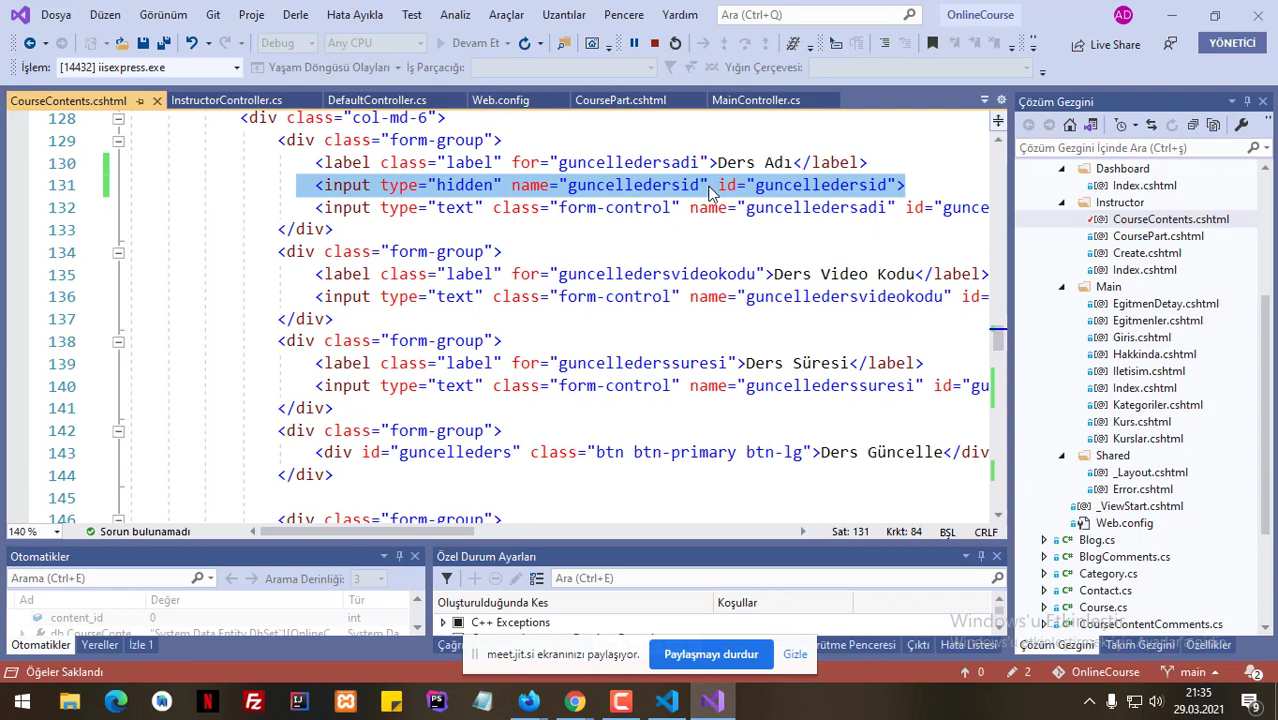 Dosya Düzen Görünüm Git Proje Derle Hata Ayıkla Test Analiz Araçlar Uzantılar Pencere Yardım Ara (Ctrl+Q) OnlineCourse AD
Debug Any CPU Devam Et Live Share YÖNETİCİ
İşlem: [14432] iisexpress.exe Yaşam Döngüsü Olayları İş Parçacığı: Yığın Çerçevesi:
CourseContents.cshtml InstructorController.cs DefaultController.cs Web.config CoursePart.cshtml MainController.cs
128 <div class="col-md-6">
129 <div class="form-group">
130 <label class="label" for="guncelledersadi">Ders Adı</label>
131 <input type="hidden" name="guncelledersid" id="guncelledersid">
132 <input type="text" class="form-control" name="guncelledersadi" id="gunce
133 </div>
134 <div class="form-group">
135 <label class="label" for="guncelledersvideokodu">Ders Video Kodu</label>
136 <input type="text" class="form-control" name="guncelledersvideokodu" id=
137 </div>
138 <div class="form-group">
139 <label class="label" for="guncellederssuresi">Ders Süresi</label>
140 <input type="text" class="form-control" name="guncellederssuresi" id="gu
141 </div>
142 <div class="form-group">
143 <div id="guncelleders" class="btn btn-primary btn-lg">Ders Güncelle</div
144 </div>
145
146 <div class="form-group">
140 % Sorun bulunamadı Sat: 131 Krkt: 84 BŞL CRLF
Çözüm Gezgini
Çözüm Gezgini İçinde Ara (Ctrl+ş)
Dashboard
Index.cshtml
Instructor
CourseContents.cshtml
CoursePart.cshtml
Create.cshtml
Index.cshtml
Main
EgitmenDetay.cshtml
Egitmenler.cshtml
Giris.cshtml
Hakkinda.cshtml
Iletisim.cshtml
Index.cshtml
Kategoriler.cshtml
Kurs.cshtml
Kurslar.cshtml
Shared
_Layout.cshtml
Error.cshtml
_ViewStart.cshtml
Web.config
Blog.cs
BlogComments.cs
Category.cs
Contact.cs
Course.cs
CourseContentComments.cs
Çözüm Gezgini Özellikler
Otomatikler
Arama (Ctrl+E) Arama Derinliği: 3
Ad Değer Tür
content_id 0 int
Otomatikler Yereller İzle 1
Özel Durum Ayarları
Ara (Ctrl+E)
Oluşturulduğunda Kes Koşullar
C++ Exceptions
Çıktı Hata Listesi
Windows'u Etkinleştir
meet.jit.si ekranınızı paylaşıyor. Paylaşmayı durdur Gizle
Öğeler Saklandı 0 2 OnlineCourse main
21:35
29.03.2021
9